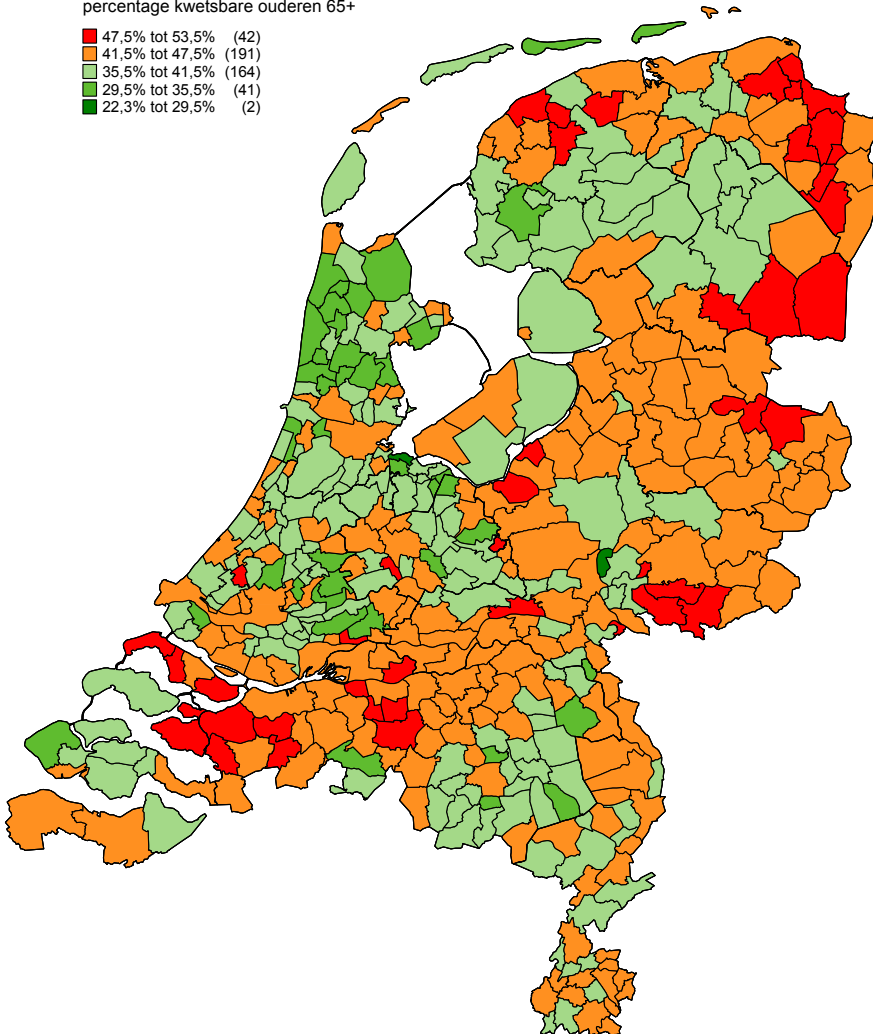 percentage kwetsbare ouderen 65+
47,5% tot 53,5% (42)
41,5% tot 47,5% (191)
35,5% tot 41,5% (164)
29,5% tot 35,5% (41)
22,3% tot 29,5% (2)